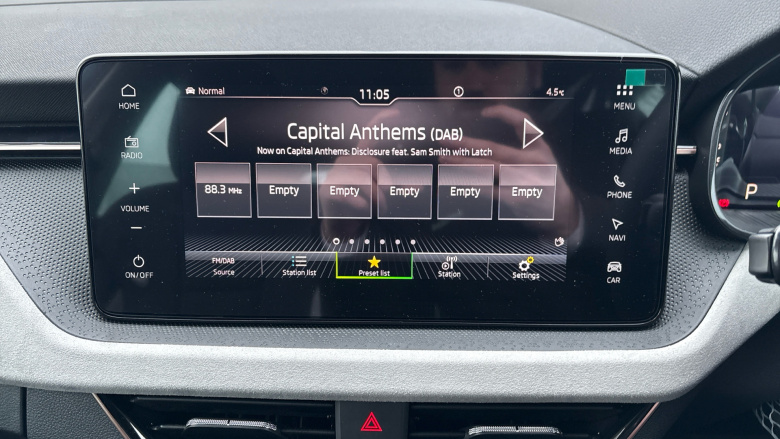 HOME
RADIO
VOLUME
ON/OFF
Normal
11:05
4.5°C
Capital Anthems (DAB)
Now on Capital Anthems: Disclosure feat. Sam Smith with Latch
88.3 MHz
Empty
Empty
Empty
Empty
Empty
FM/DAB
Source
Station list
Preset list
Station
Settings
MENU
MEDIA
PHONE
NAVI
CAR
P